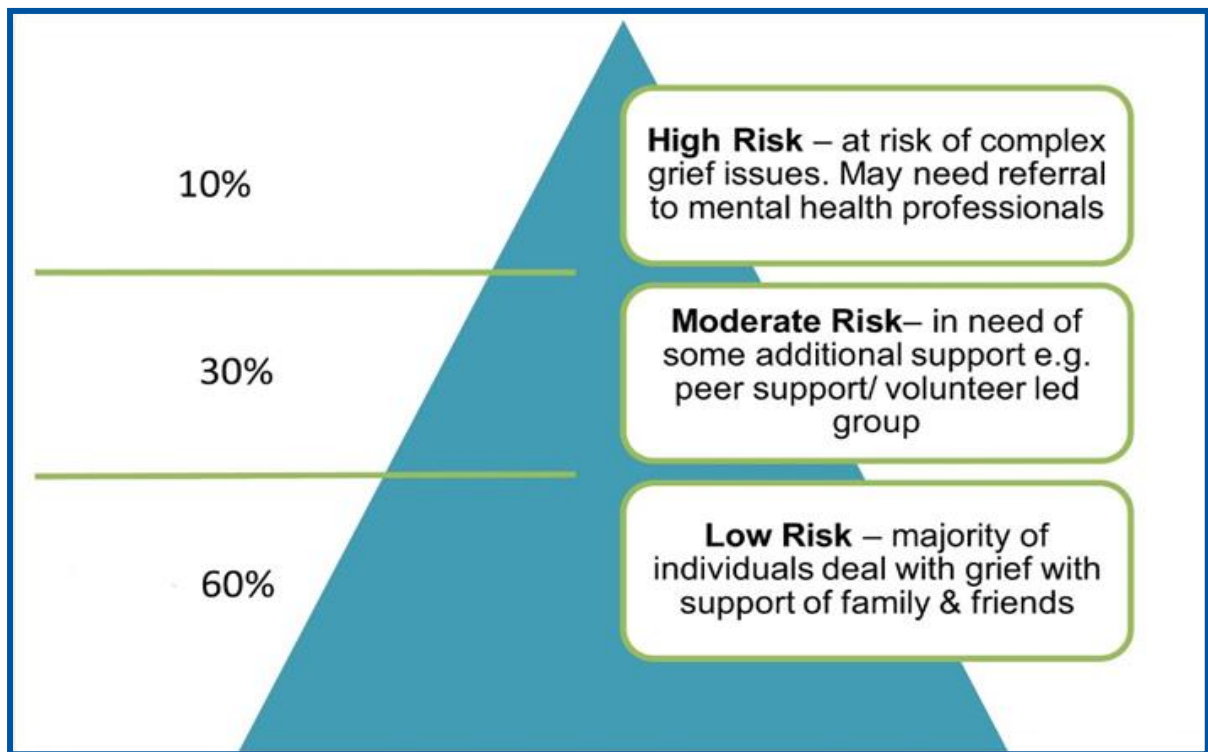 10%
High Risk – at risk of complex
grief issues. May need referral
to mental health professionals
30%
Moderate Risk– in need of
some additional support e.g.
peer support/ volunteer led
group
60%
Low Risk – majority of
individuals deal with grief with
support of family & friends